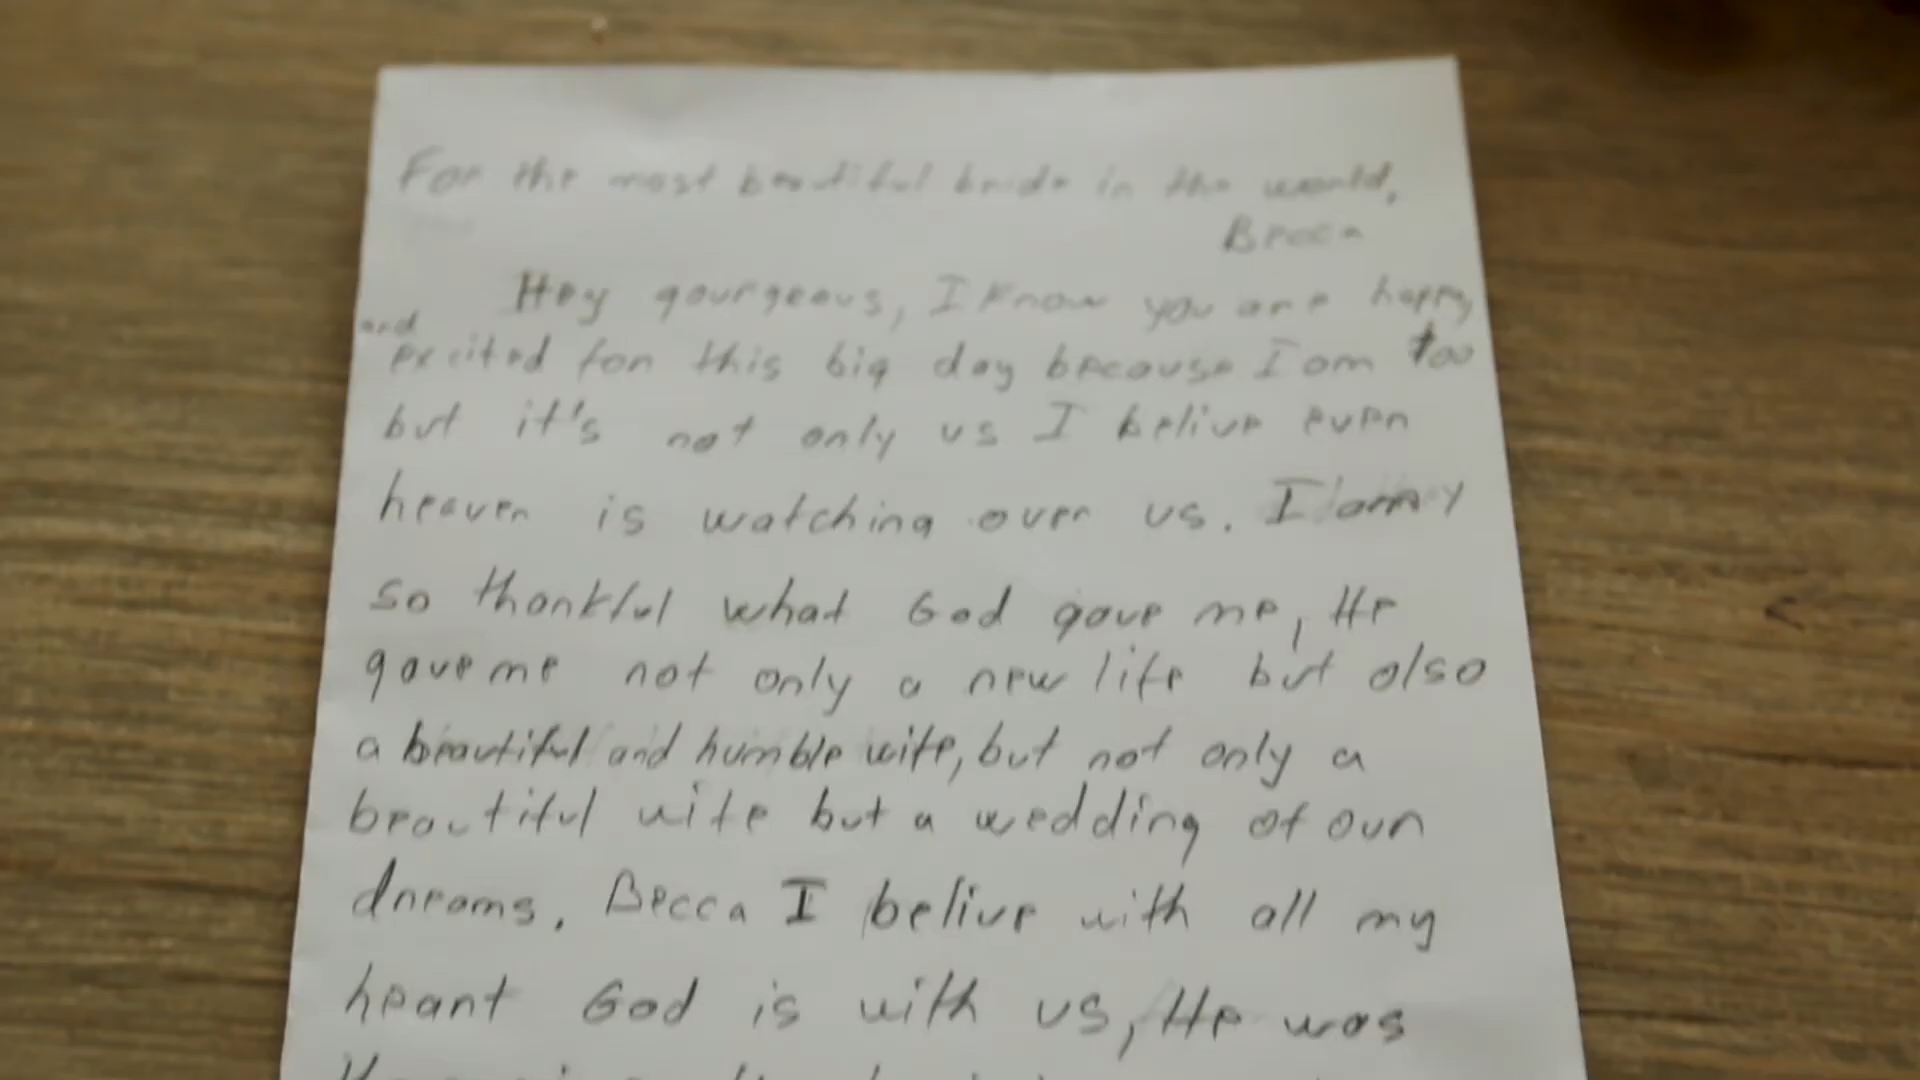 For the most beautiful bride in the world,
Becca
Hey gourgeous, I know you are happy
and
excited for this big day because I am too
but it's not only us I belive even
heaven is watching over us. I am
so thankful what God gave me, He
gave me not only a new life but also
a beautiful and humble wife, but not only a
beautiful wife but a wedding of our
dreams. Becca I belive with all my
heart God is with us, He was